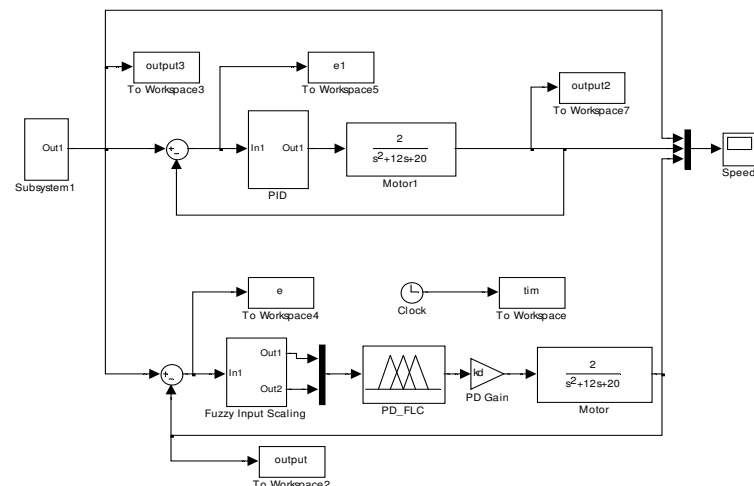 output3
To Workspace3
e1
To Workspace5
output2
To Workspace7
Out1
Subsystem1
+
−
In1
Out1
PID
2
s²+12s+20
Motor1
Speed
e
To Workspace4
Clock
tim
To Workspace
+
−
In1
Out1
Out2
Fuzzy Input Scaling
PD_FLC
kd
PD Gain
2
s²+12s+20
Motor
output
To Workspace2